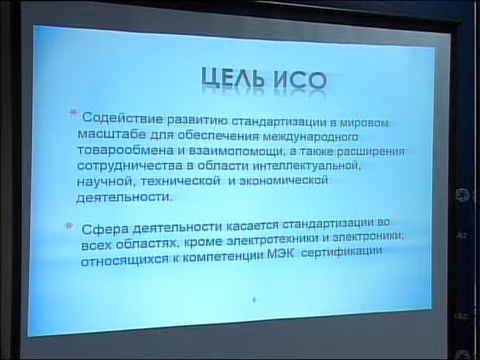 ЦЕЛЬ ИСО
* Содействие развитию стандартизации в мировом
масштабе для обеспечения международного
товарообмена и взаимопомощи, а также расширения
сотрудничества в области интеллектуальной,
научной, технической и экономической
деятельности.
* Сфера деятельности касается стандартизации во
всех областях, кроме электротехники и электроники,
относящихся к компетенции МЭК сертификации